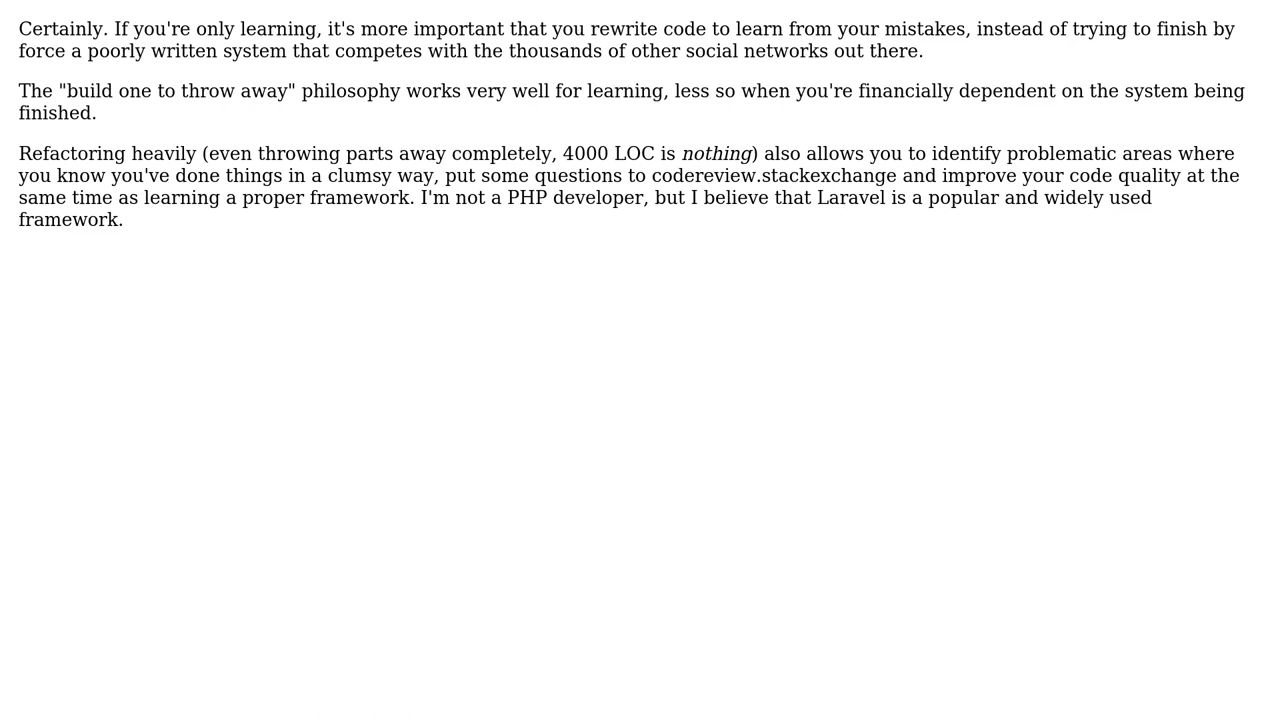 Certainly. If you're only learning, it's more important that you rewrite code to learn from your mistakes, instead of trying to finish by
force a poorly written system that competes with the thousands of other social networks out there.
The "build one to throw away" philosophy works very well for learning, less so when you're financially dependent on the system being
finished.
Refactoring heavily (even throwing parts away completely, 4000 LOC is nothing) also allows you to identify problematic areas where
you know you've done things in a clumsy way, put some questions to codereview.stackexchange and improve your code quality at the
same time as learning a proper framework. I'm not a PHP developer, but I believe that Laravel is a popular and widely used
framework.